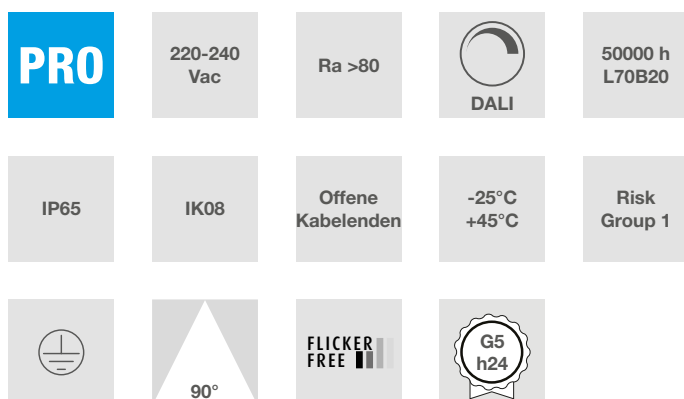 PRO
220-240
Vac
Ra >80
DALI
50000 h
L70B20
IP65
IK08
Offene
Kabelenden
-25°C
+45°C
Risk
Group 1
90°
FLICKER
FREE
G5
h24